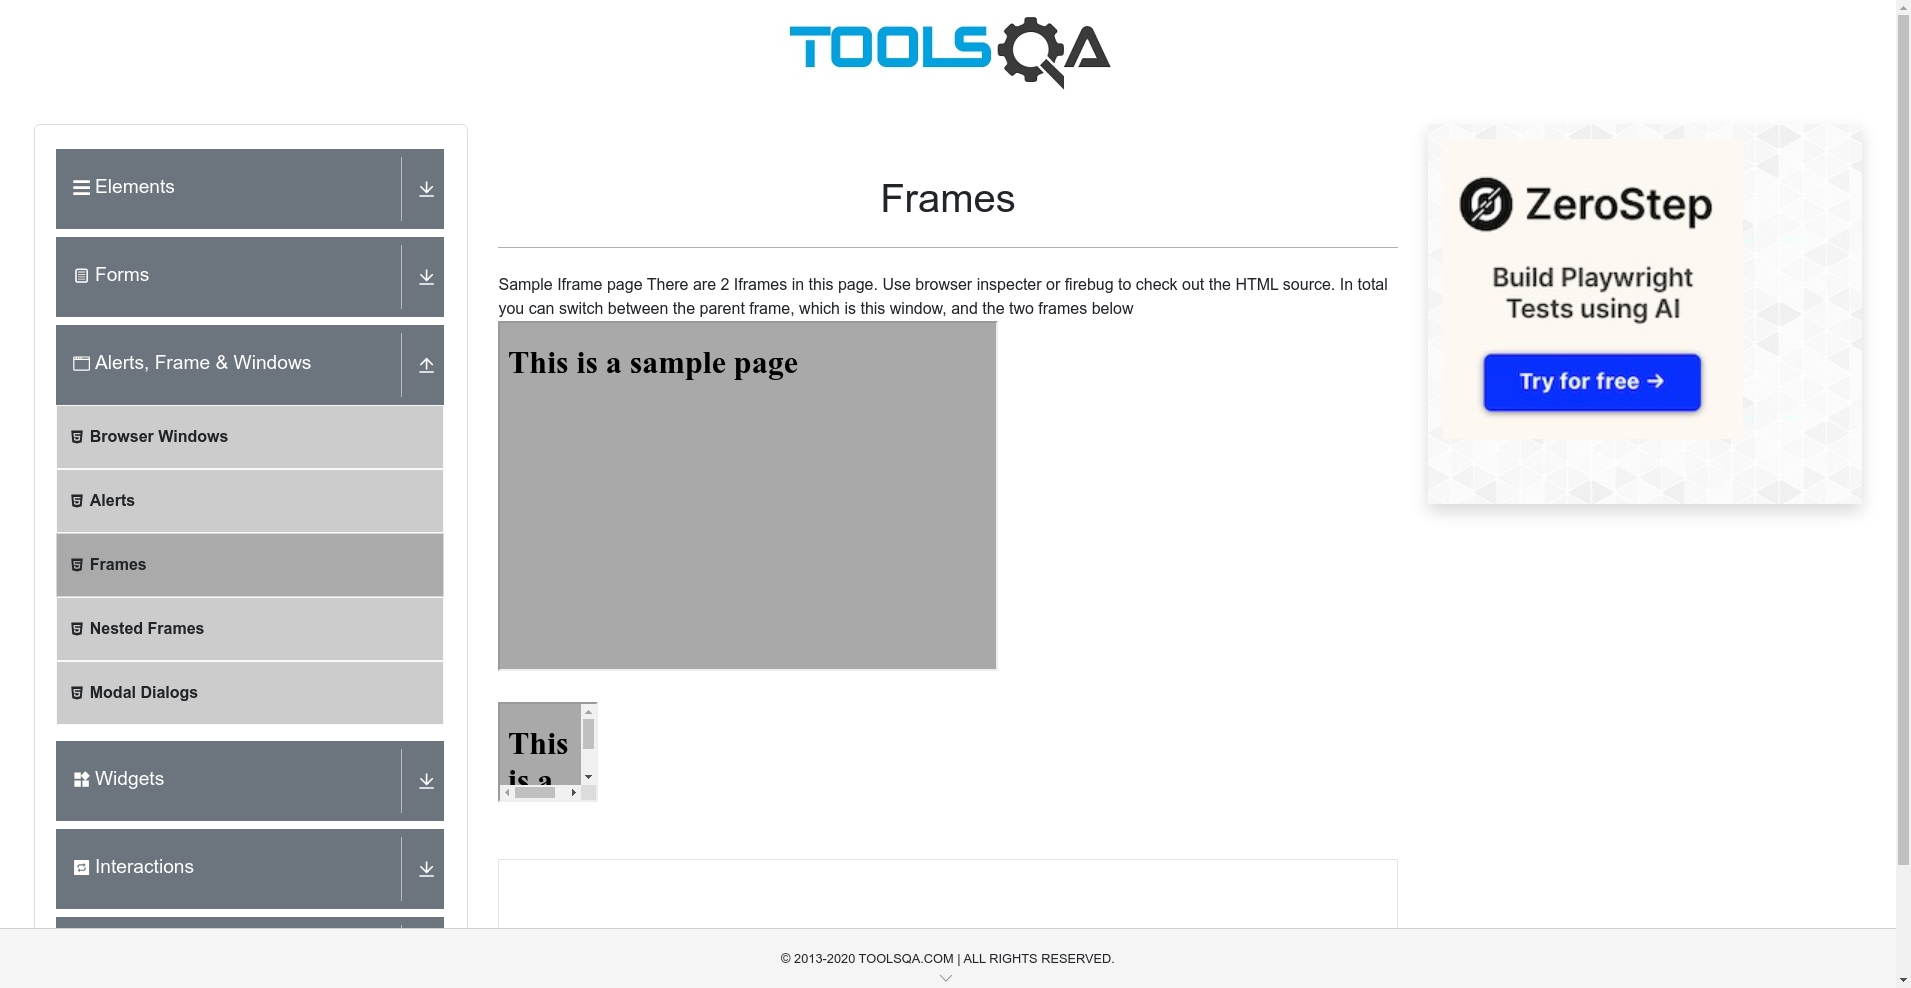 TOOLSQA
Elements
Forms
Alerts, Frame & Windows
Browser Windows
Alerts
Frames
Nested Frames
Modal Dialogs
Widgets
Interactions
Frames
Sample Iframe page There are 2 Iframes in this page. Use browser inspecter or firebug to check out the HTML source. In total
you can switch between the parent frame, which is this window, and the two frames below
This is a sample page
This
is a
ZeroStep
Build Playwright
Tests using AI
Try for free →
© 2013-2020 TOOLSQA.COM | ALL RIGHTS RESERVED.